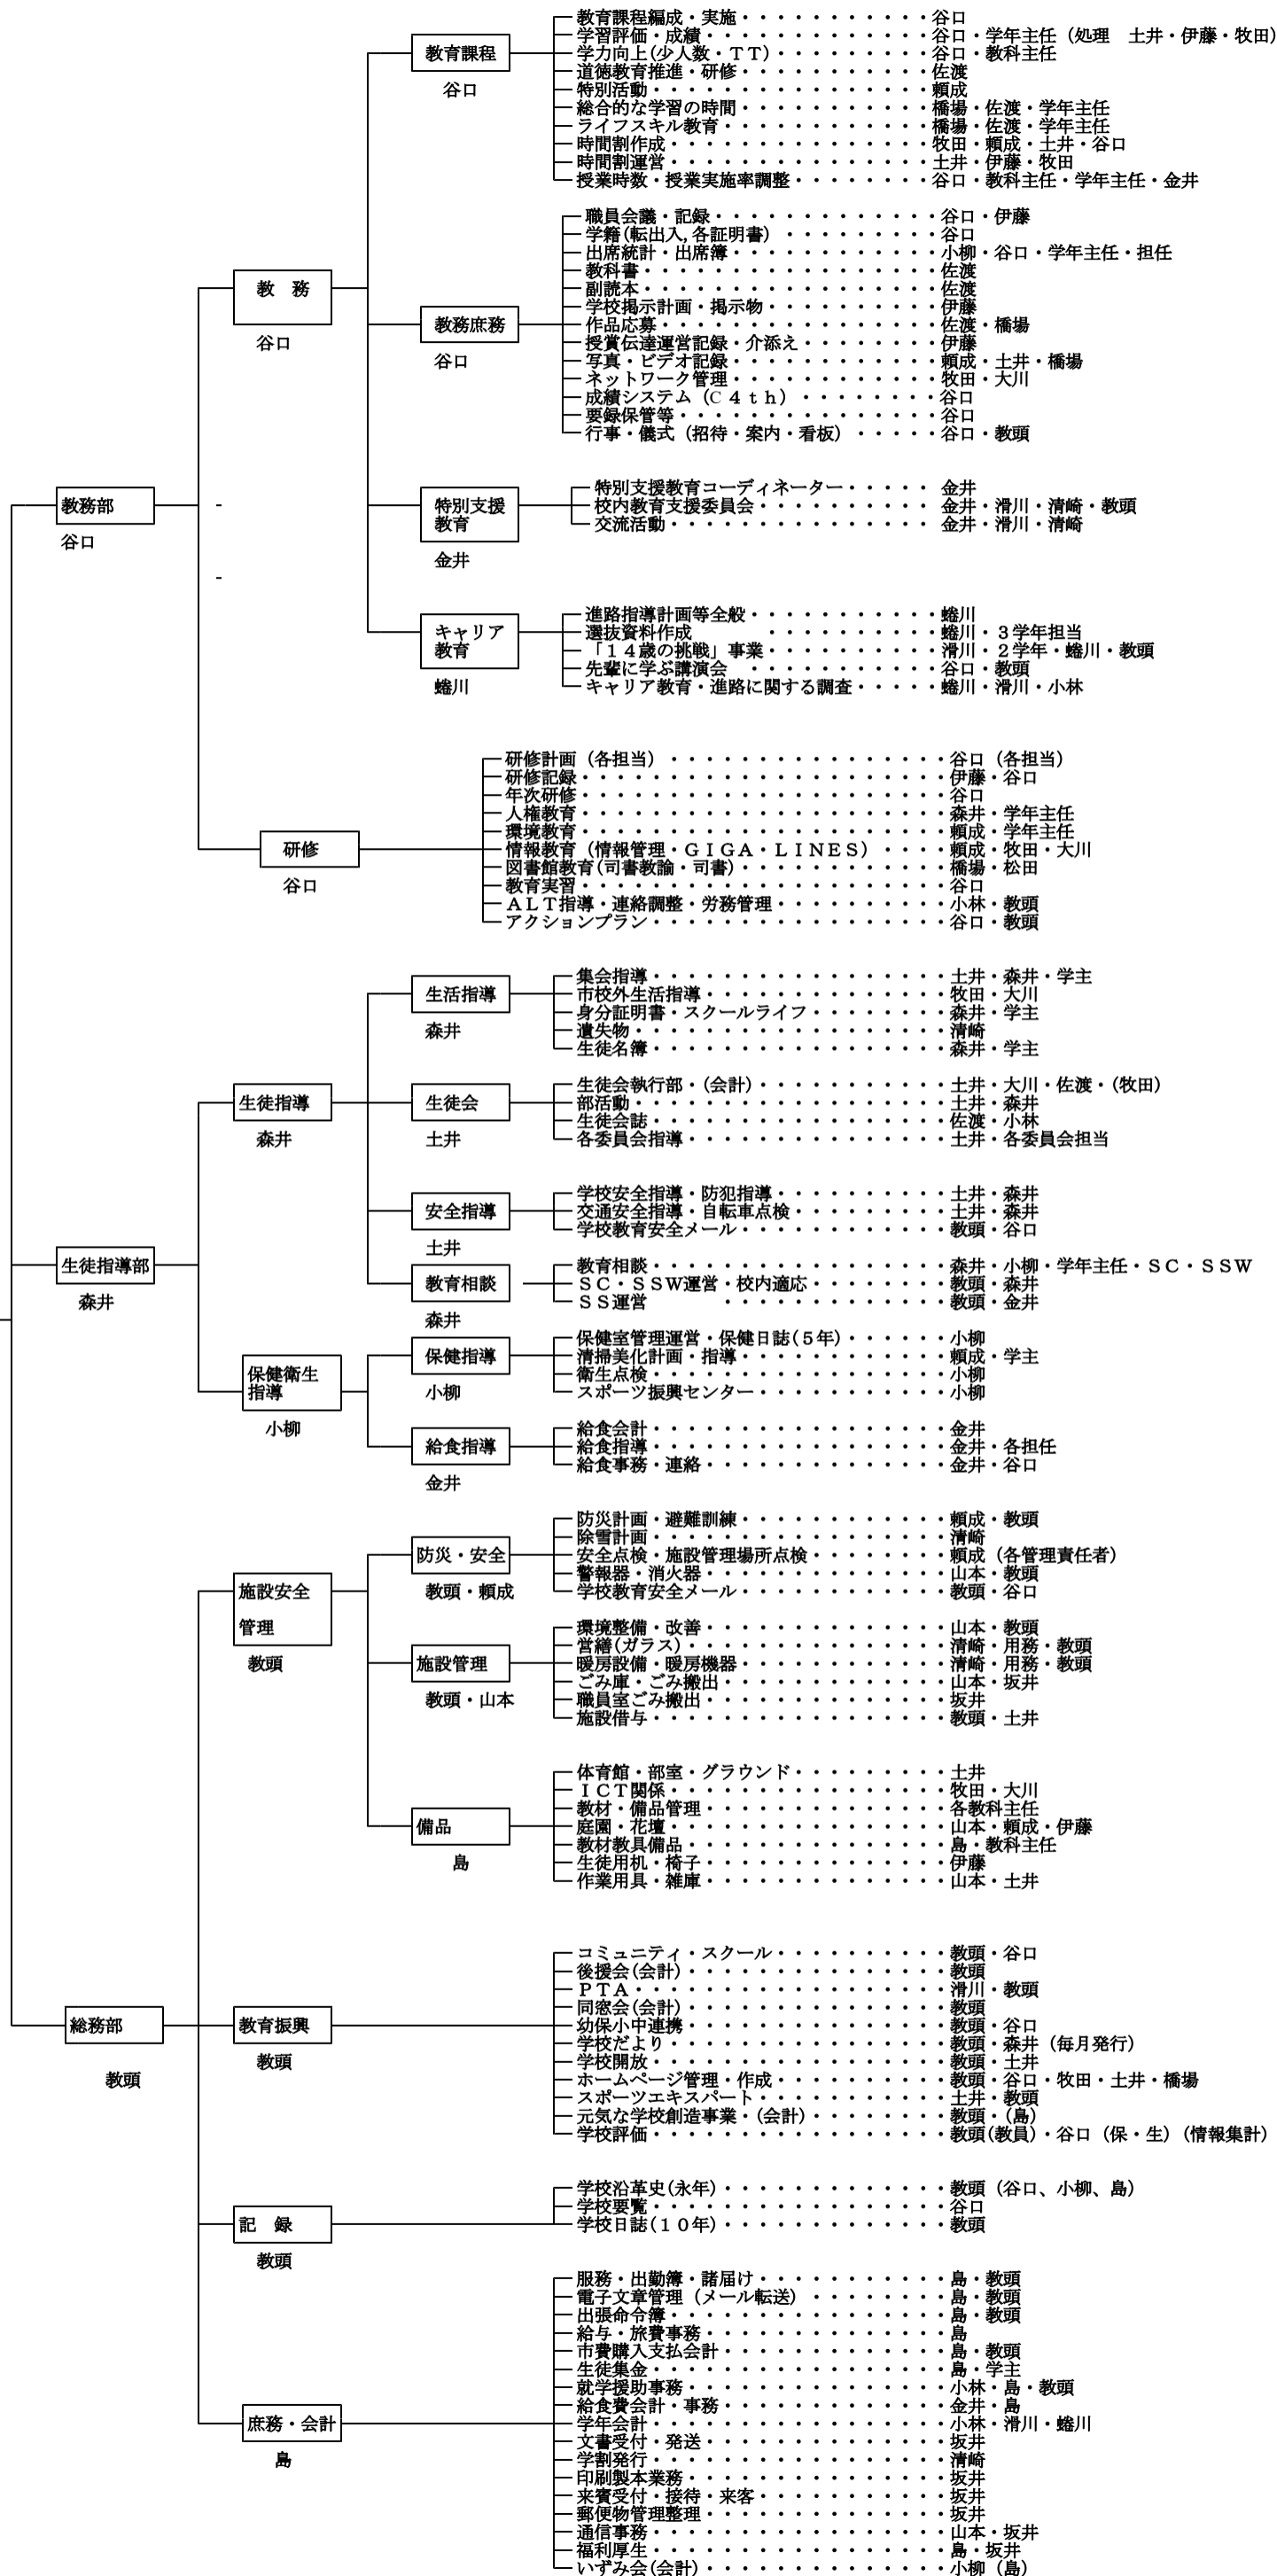 教育課程
谷口
教育課程編成・実施・・・・・・・・・・・谷口
学習評価・成績・・・・・・・・・・・・・谷口・学年主任（処理　土井・伊藤・牧田）
学力向上(少人数・ＴＴ)・・・・・・・・・谷口・教科主任
道徳教育推進・研修・・・・・・・・・・・佐渡
特別活動・・・・・・・・・・・・・・・・頼成
総合的な学習の時間・・・・・・・・・・・橋場・佐渡・学年主任
ライフスキル教育・・・・・・・・・・・・橋場・佐渡・学年主任
時間割作成・・・・・・・・・・・・・・・牧田・頼成・土井・谷口
時間割運営・・・・・・・・・・・・・・・土井・伊藤・牧田
授業時数・授業実施率調整・・・・・・・・谷口・教科主任・学年主任・金井
教　務
谷口
教務庶務
谷口
職員会議・記録・・・・・・・・・・・・・谷口・伊藤
学籍(転出入,各証明書)・・・・・・・・・谷口
出席統計・出席簿・・・・・・・・・・・・小柳・谷口・学年主任・担任
教科書・・・・・・・・・・・・・・・・・佐渡
副読本・・・・・・・・・・・・・・・・・佐渡
学校掲示計画・掲示物・・・・・・・・・・伊藤
作品応募・・・・・・・・・・・・・・・・佐渡・橋場
授賞伝達運営記録・介添え・・・・・・・・伊藤
写真・ビデオ記録・・・・・・・・・・・・頼成・土井・橋場
ネットワーク管理・・・・・・・・・・・・牧田・大川
成績システム（C４ｔｈ）・・・・・・・・谷口
要録保管等・・・・・・・・・・・・・・・谷口
行事・儀式（招待・案内・看板）・・・・・谷口・教頭
教務部
谷口
特別支援
教育
金井
特別支援教育コーディネーター・・・・・金井
校内教育支援委員会・・・・・・・・・・金井・滑川・清崎・教頭
交流活動・・・・・・・・・・・・・・・金井・滑川・清崎
キャリア
教育
蜷川
進路指導計画等全般・・・・・・・・・・・蜷川
選抜資料作成　　　　・・・・・・・・・・蜷川・３学年担当
「１４歳の挑戦」事業・・・・・・・・・・滑川・２学年・蜷川・教頭
先輩に学ぶ講演会　・・・・・・・・・・・谷口・教頭
キャリア教育・進路に関する調査・・・・・蜷川・滑川・小林
研修
谷口
研修計画（各担当）・・・・・・・・・・・・・・・・谷口（各担当）
研修記録・・・・・・・・・・・・・・・・・・・・・伊藤・谷口
年次研修・・・・・・・・・・・・・・・・・・・・・谷口
人権教育・・・・・・・・・・・・・・・・・・・・・森井・学年主任
環境教育・・・・・・・・・・・・・・・・・・・・・頼成・学年主任
情報教育（情報管理・ＧＩＧＡ・ＬＩＮＥＳ）・・・・頼成・牧田・大川
図書館教育(司書教諭・司書)・・・・・・・・・・・・橋場・松田
教育実習・・・・・・・・・・・・・・・・・・・・・谷口
ＡＬＴ指導・連絡調整・労務管理・・・・・・・・・・小林・教頭
アクションプラン・・・・・・・・・・・・・・・・・谷口・教頭
生活指導
森井
集会指導・・・・・・・・・・・・・・・・・土井・森井・学主
市校外生活指導・・・・・・・・・・・・・・牧田・大川
身分証明書・スクールライフ・・・・・・・・森井・学主
遺失物・・・・・・・・・・・・・・・・・・清崎
生徒名簿・・・・・・・・・・・・・・・・・森井・学主
生徒指導
森井
生徒会
土井
生徒会執行部・(会計)・・・・・・・・・・・土井・大川・佐渡・(牧田)
部活動・・・・・・・・・・・・・・・・・・土井・森井
生徒会誌・・・・・・・・・・・・・・・・・佐渡・小林
各委員会指導・・・・・・・・・・・・・・・土井・各委員会担当
安全指導
土井
学校安全指導・防犯指導・・・・・・・・・・土井・森井
交通安全指導・自転車点検・・・・・・・・・土井・森井
学校教育安全メール・・・・・・・・・・・・教頭・谷口
生徒指導部
森井
教育相談
森井
教育相談・・・・・・・・・・・・・・・・・森井・小柳・学年主任・ＳＣ・ＳＳＷ
ＳＣ・ＳＳＷ運営・校内適応・・・・・・・・教頭・森井
ＳＳ運営　　　　・・・・・・・・・・・・・教頭・金井
保健衛生
指導
小柳
保健指導
小柳
保健室管理運営・保健日誌(５年)・・・・・・小柳
清掃美化計画・指導・・・・・・・・・・・・頼成・学主
衛生点検・・・・・・・・・・・・・・・・・小柳
スポーツ振興センター・・・・・・・・・・・小柳
給食指導
金井
給食会計・・・・・・・・・・・・・・・・・金井
給食指導・・・・・・・・・・・・・・・・・金井・各担任
給食事務・連絡・・・・・・・・・・・・・・金井・谷口
施設安全
管理
教頭
防災・安全
教頭・頼成
防災計画・避難訓練・・・・・・・・・・・・頼成・教頭
除雪計画・・・・・・・・・・・・・・・・・清崎
安全点検・施設管理場所点検・・・・・・・・頼成（各管理責任者）
警報器・消火器・・・・・・・・・・・・・・山本・教頭
学校教育安全メール・・・・・・・・・・・・教頭・谷口
施設管理
教頭・山本
環境整備・改善・・・・・・・・・・・・・・山本・教頭
営繕(ガラス)・・・・・・・・・・・・・・・清崎・用務・教頭
暖房設備・暖房機器・・・・・・・・・・・・清崎・用務・教頭
ごみ庫・ごみ搬出・・・・・・・・・・・・・山本・坂井
職員室ごみ搬出・・・・・・・・・・・・・・坂井
施設借与・・・・・・・・・・・・・・・・・教頭・土井
備品
島
体育館・部室・グラウンド・・・・・・・・・土井
ＩＣＴ関係・・・・・・・・・・・・・・・・牧田・大川
教材・備品管理・・・・・・・・・・・・・・各教科主任
庭園・花壇・・・・・・・・・・・・・・・・山本・頼成・伊藤
教材教具備品・・・・・・・・・・・・・・・島・教科主任
生徒用机・椅子・・・・・・・・・・・・・・伊藤
作業用具・雑庫・・・・・・・・・・・・・・山本・土井
総務部
教頭
教育振興
教頭
コミュニティ・スクール・・・・・・・・・・教頭・谷口
後援会(会計)・・・・・・・・・・・・・・・教頭
ＰＴＡ・・・・・・・・・・・・・・・・・・滑川・教頭
同窓会(会計)・・・・・・・・・・・・・・・教頭
幼保小中連携・・・・・・・・・・・・・・・教頭・谷口
学校だより・・・・・・・・・・・・・・・・教頭・森井（毎月発行）
学校開放・・・・・・・・・・・・・・・・・教頭・土井
ホームページ管理・作成・・・・・・・・・・教頭・谷口・牧田・土井・橋場
スポーツエキスパート・・・・・・・・・・・土井・教頭
元気な学校創造事業・(会計)・・・・・・・・教頭・(島)
学校評価・・・・・・・・・・・・・・・・・教頭(教員)・谷口（保・生）(情報集計)
記　録
教頭
学校沿革史(永年)・・・・・・・・・・・・・教頭（谷口、小柳、島）
学校要覧・・・・・・・・・・・・・・・・・谷口
学校日誌(１０年)・・・・・・・・・・・・・教頭
庶務・会計
島
服務・出勤簿・諸届け・・・・・・・・・・・島・教頭
電子文章管理（メール転送）・・・・・・・・島・教頭
出張命令簿・・・・・・・・・・・・・・・・島・教頭
給与・旅費事務・・・・・・・・・・・・・・島
市費購入支払会計・・・・・・・・・・・・・島・教頭
生徒集金・・・・・・・・・・・・・・・・・島・学主
就学援助事務・・・・・・・・・・・・・・・小林・島・教頭
給食費会計・事務・・・・・・・・・・・・・金井・島
学年会計・・・・・・・・・・・・・・・・・小林・滑川・蜷川
文書受付・発送・・・・・・・・・・・・・・坂井
学割発行・・・・・・・・・・・・・・・・・清崎
印刷製本業務・・・・・・・・・・・・・・・坂井
来賓受付・接待・来客・・・・・・・・・・・坂井
郵便物管理整理・・・・・・・・・・・・・・坂井
通信事務・・・・・・・・・・・・・・・・・山本・坂井
福利厚生・・・・・・・・・・・・・・・・・島・坂井
いずみ会(会計)・・・・・・・・・・・・・・小柳（島）